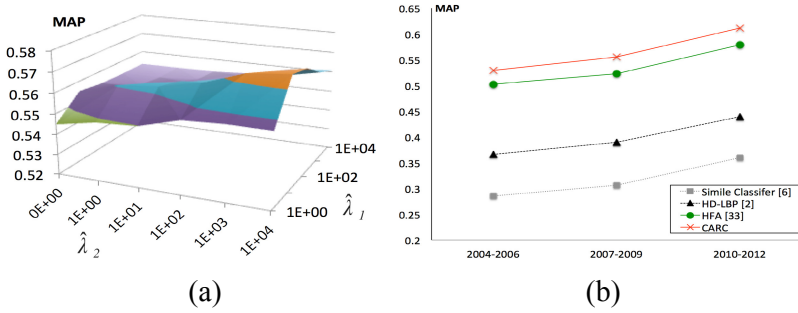 MAP
0.58
0.57
0.56
0.55
0.54
0.53
0.52
0E+00
1E+00
1E+01
1E+02
1E+03
1E+04
λ̂ 2
1E+00
1E+02
1E+04
λ̂ 1
(a)
MAP
0.65
0.6
0.55
0.5
0.45
0.4
0.35
0.3
0.25
0.2
2004-2006
2007-2009
2010-2012
Simile Classifer [6]
HD-LBP [2]
HFA [33]
CARC
(b)